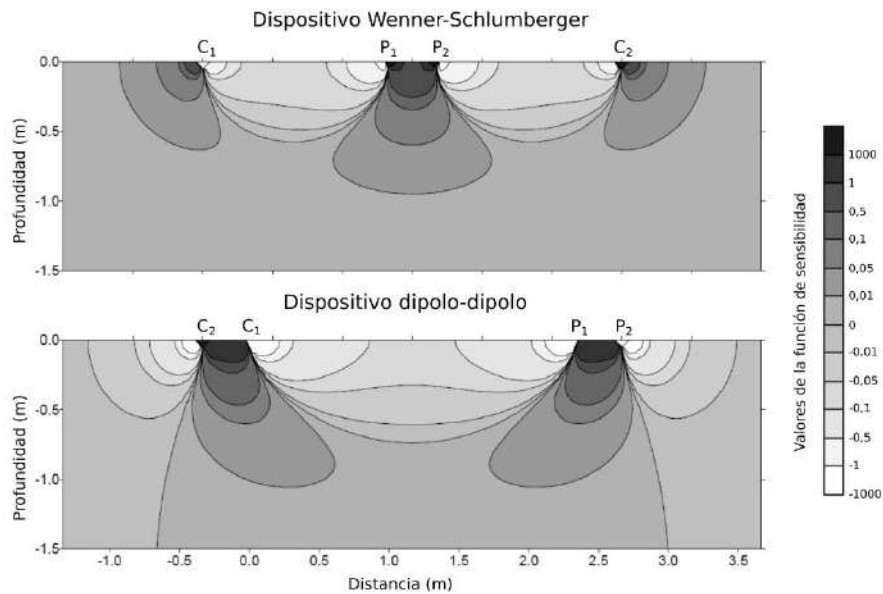 Dispositivo Wenner-Schlumberger
C₁ P₁ P₂ C₂
0.0
-0.5
-1.0
-1.5
Profundidad (m)
Dispositivo dipolo-dipolo
C₂ C₁ P₁ P₂
0.0
-0.5
-1.0
-1.5
Profundidad (m)
-1.0 -0.5 0.0 0.5 1.0 1.5 2.0 2.5 3.0 3.5
Distancia (m)
Valores de la función de sensibilidad
1000
1
0,5
0,1
0,05
0,01
0
-0.01
-0.05
-0,1
-0.5
-1
-1000